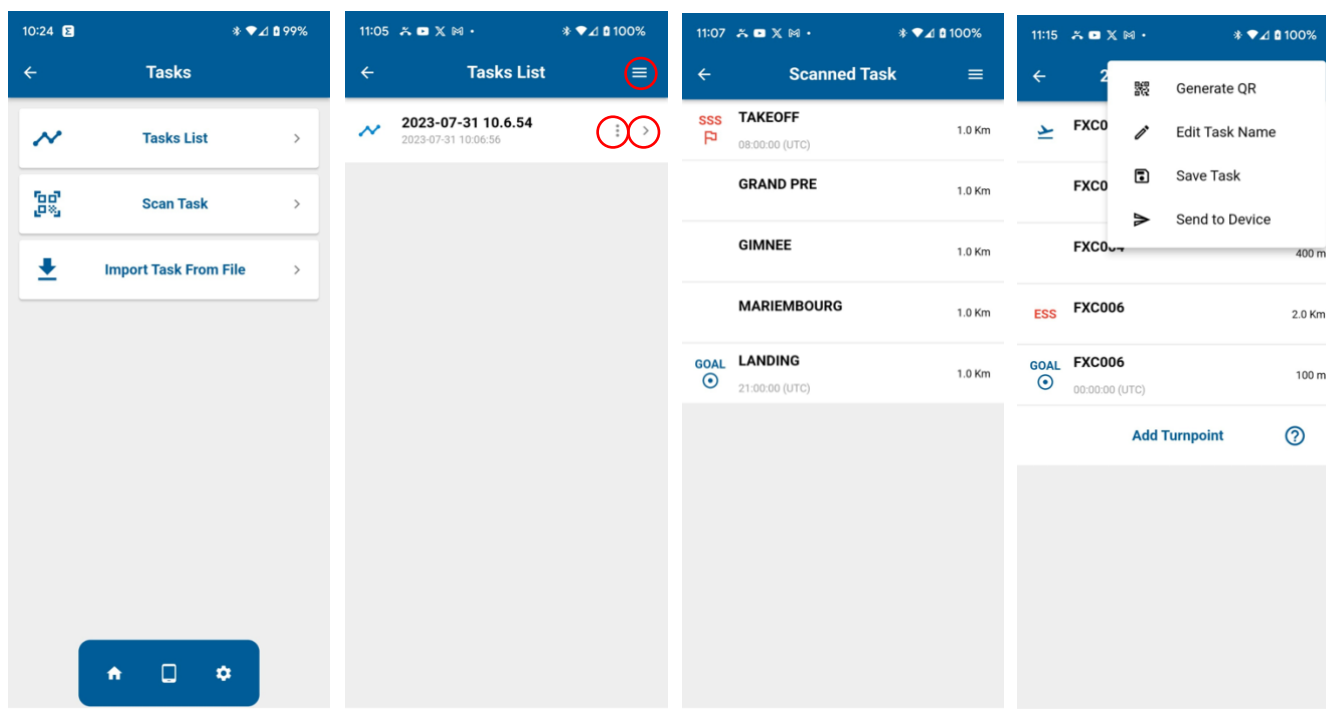 10:24 Σ 99%
Tasks
Tasks List
Scan Task
Import Task From File
11:05 100%
Tasks List
2023-07-31 10.6.54
2023-07-31 10:06:56
11:07 100%
Scanned Task
SSS TAKEOFF
1.0 Km
08:00:00 (UTC)
GRAND PRE
1.0 Km
GIMNEE
1.0 Km
MARIEMBOURG
1.0 Km
GOAL LANDING
1.0 Km
21:00:00 (UTC)
11:15 100%
2
Generate QR
FXC0
Edit Task Name
Save Task
FXC0
Send to Device
400 m
ESS FXC006
2.0 Km
GOAL FXC006
100 m
00:00:00 (UTC)
Add Turnpoint